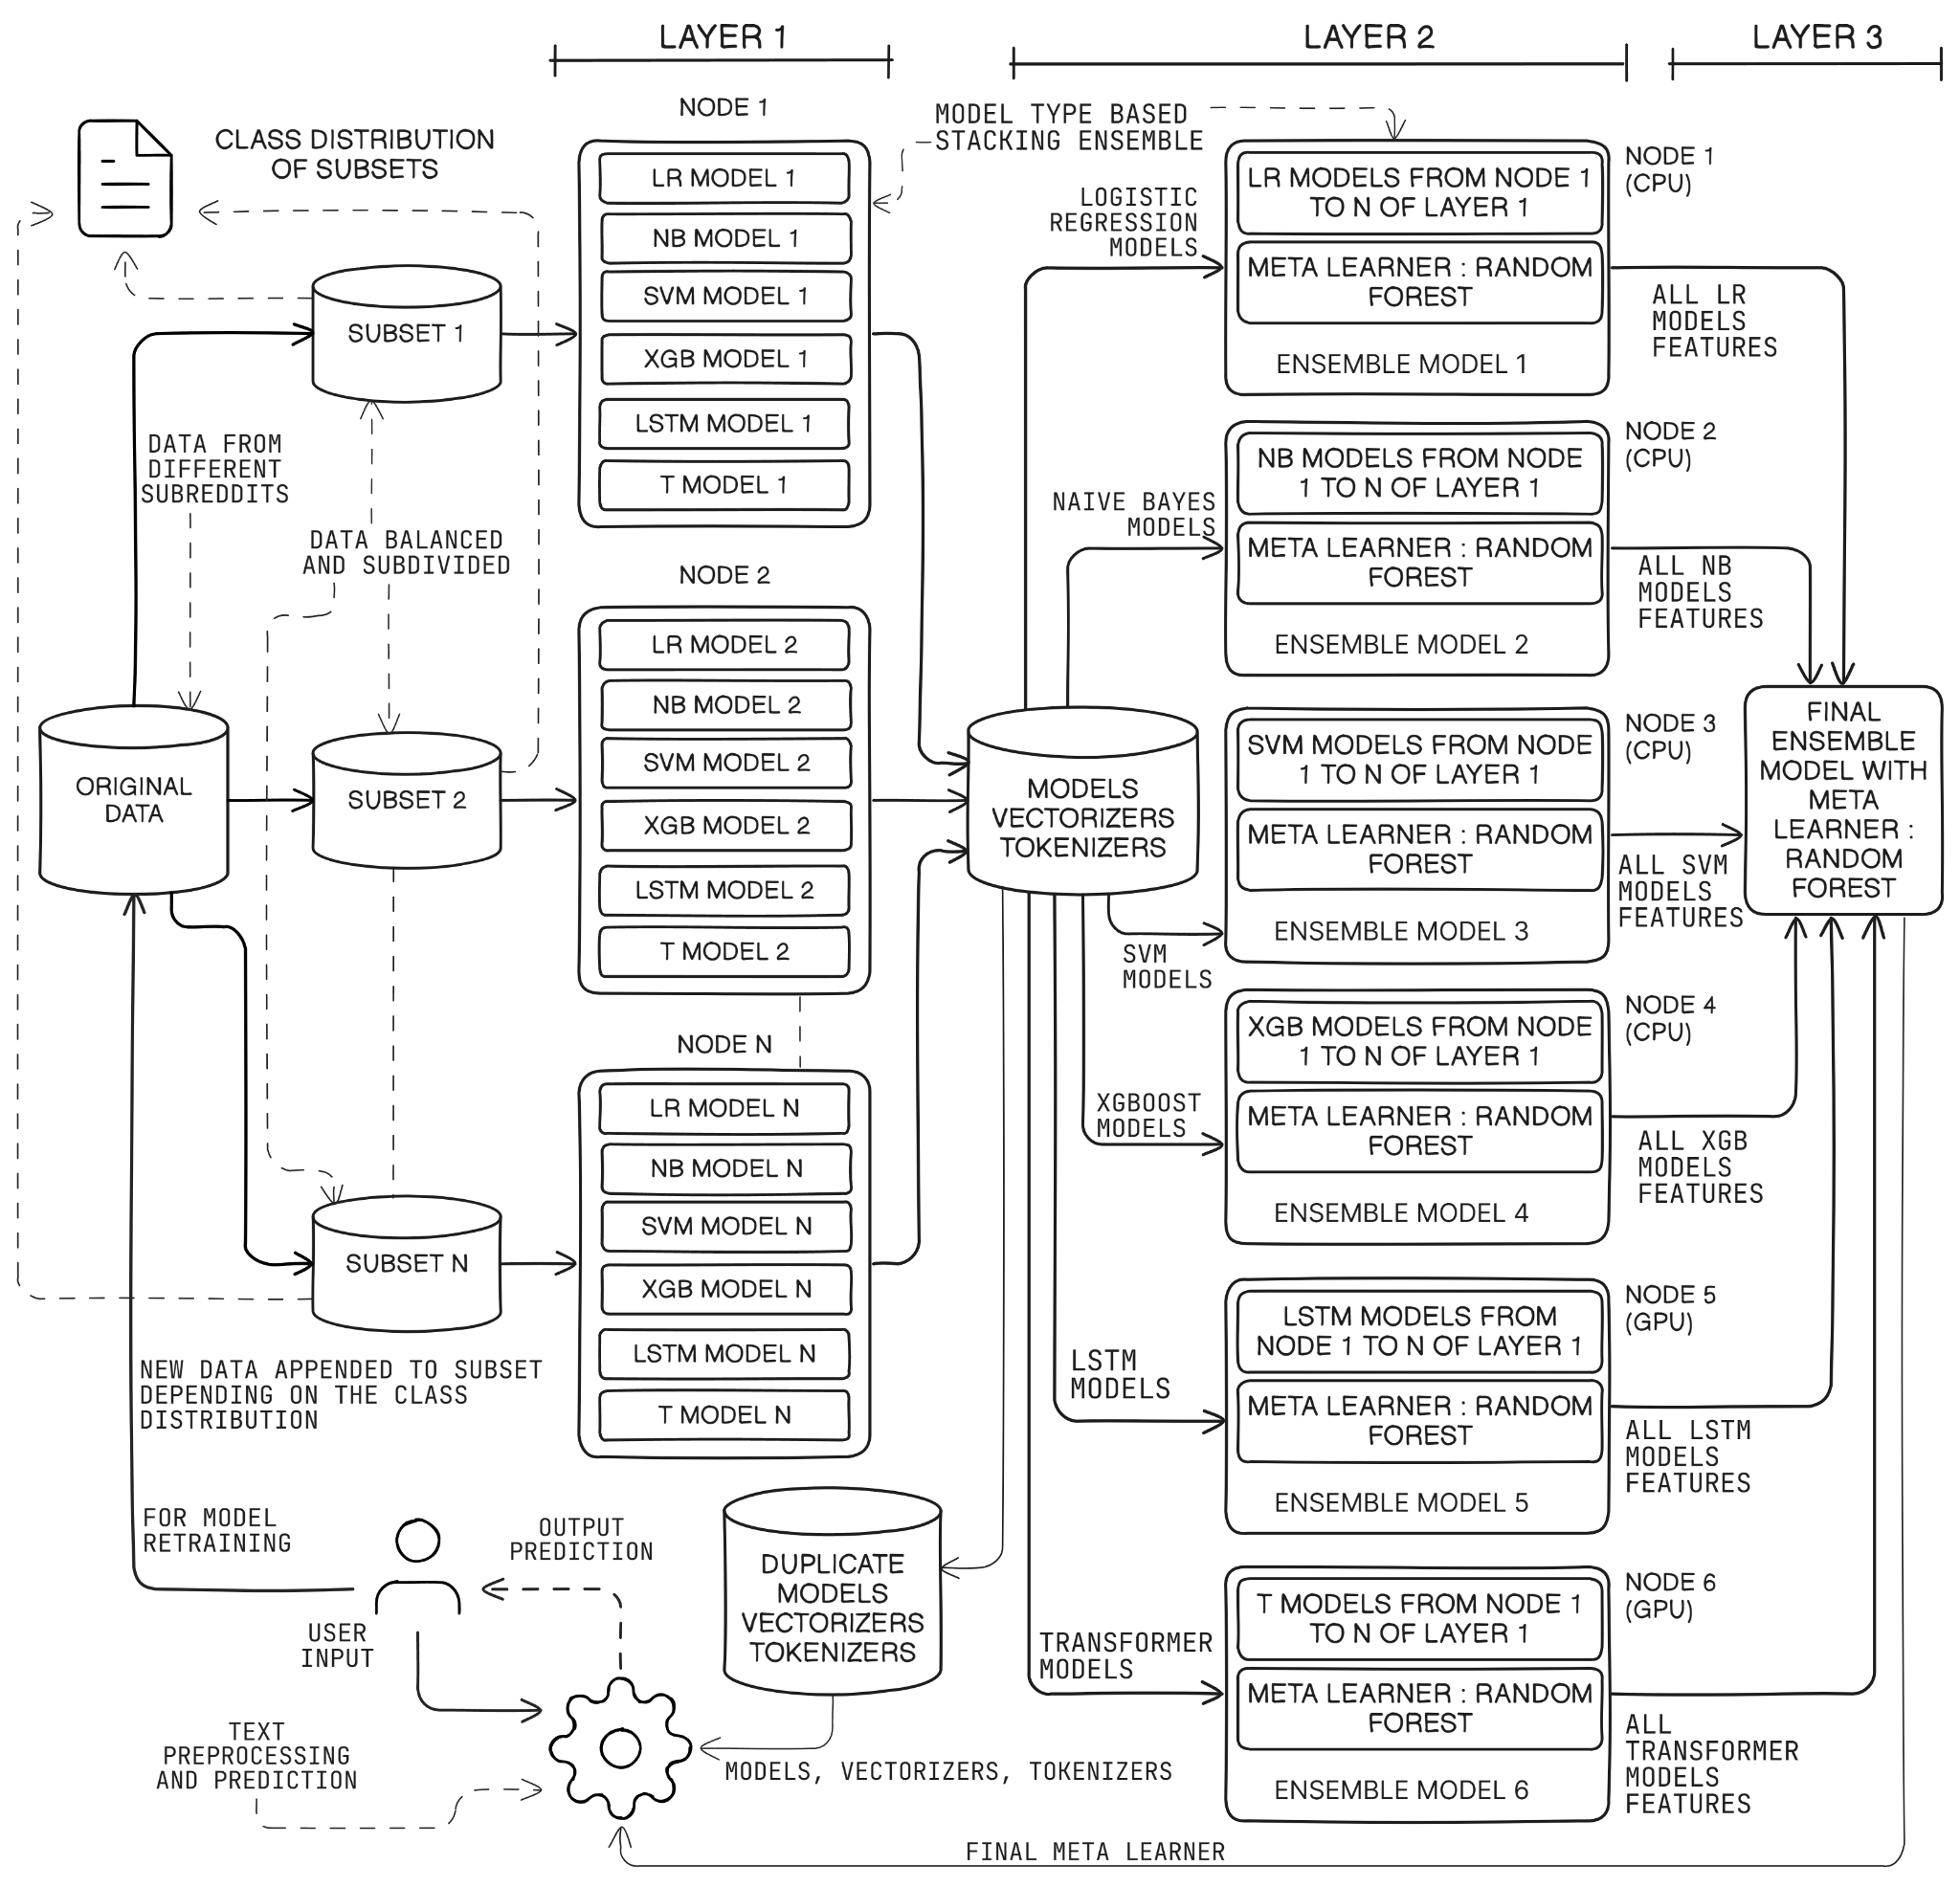 LAYER 1
LAYER 2
LAYER 3
CLASS DISTRIBUTION
OF SUBSETS
SUBSET 1
DATA FROM
DIFFERENT
SUBREDDITS
DATA BALANCED
AND SUBDIVIDED
ORIGINAL
DATA
SUBSET 2
SUBSET N
NEW DATA APPENDED TO SUBSET
DEPENDING ON THE CLASS
DISTRIBUTION
FOR MODEL
RETRAINING
USER
INPUT
OUTPUT
PREDICTION
TEXT
PREPROCESSING
AND PREDICTION
NODE 1
LR MODEL 1
NB MODEL 1
SVM MODEL 1
XGB MODEL 1
LSTM MODEL 1
T MODEL 1
NODE 2
LR MODEL 2
NB MODEL 2
SVM MODEL 2
XGB MODEL 2
LSTM MODEL 2
T MODEL 2
NODE N
LR MODEL N
NB MODEL N
SVM MODEL N
XGB MODEL N
LSTM MODEL N
T MODEL N
DUPLICATE
MODELS
VECTORIZERS
TOKENIZERS
MODELS, VECTORIZERS, TOKENIZERS
FINAL META LEARNER
MODEL TYPE BASED
STACKING ENSEMBLE
MODELS
VECTORIZERS
TOKENIZERS
LOGISTIC
REGRESSION
MODELS
NAIVE BAYES
MODELS
SVM
MODELS
XGBOOST
MODELS
LSTM
MODELS
TRANSFORMER
MODELS
LR MODELS FROM NODE 1
TO N OF LAYER 1
META LEARNER : RANDOM
FOREST
ENSEMBLE MODEL 1
NODE 1
(CPU)
ALL LR
MODELS
FEATURES
NB MODELS FROM NODE
1 TO N OF LAYER 1
META LEARNER : RANDOM
FOREST
ENSEMBLE MODEL 2
NODE 2
(CPU)
ALL NB
MODELS
FEATURES
SVM MODELS FROM NODE
1 TO N OF LAYER 1
META LEARNER : RANDOM
FOREST
ENSEMBLE MODEL 3
NODE 3
(CPU)
ALL SVM
MODELS
FEATURES
XGB MODELS FROM NODE
1 TO N OF LAYER 1
META LEARNER : RANDOM
FOREST
ENSEMBLE MODEL 4
NODE 4
(CPU)
ALL XGB
MODELS
FEATURES
LSTM MODELS FROM
NODE 1 TO N OF LAYER 1
META LEARNER : RANDOM
FOREST
ENSEMBLE MODEL 5
NODE 5
(GPU)
ALL LSTM
MODELS
FEATURES
T MODELS FROM NODE 1
TO N OF LAYER 1
META LEARNER : RANDOM
FOREST
ENSEMBLE MODEL 6
NODE 6
(GPU)
ALL
TRANSFORMER
MODELS
FEATURES
FINAL
ENSEMBLE
MODEL WITH
META
LEARNER :
RANDOM
FOREST